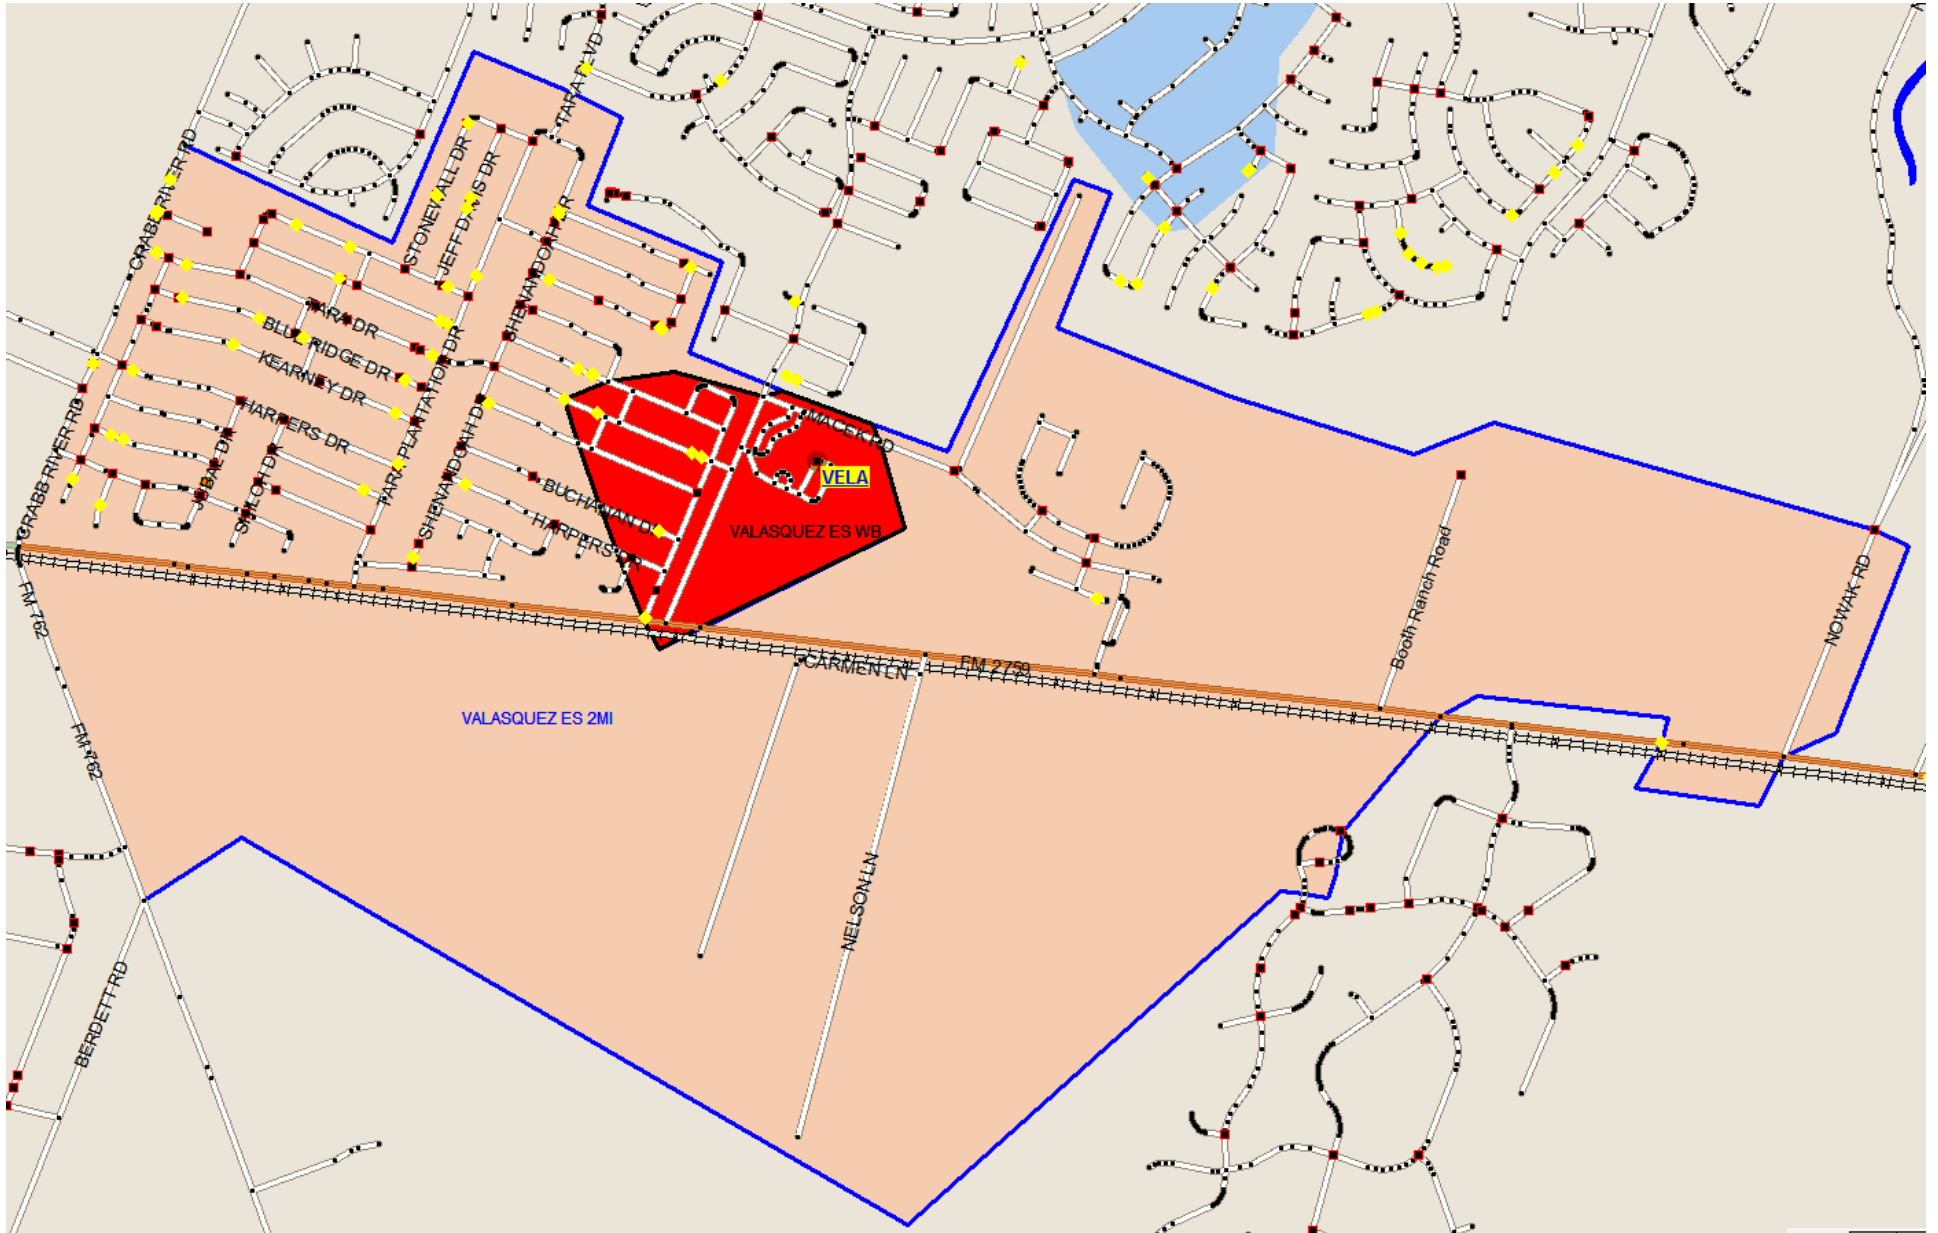 TARA BLVD
CRABB RIVER RD
STONEWALL DR
JEFF DAVIS DR
SHENANDOAH DR
TARA DR
BLUE RIDGE DR
KEARNEY DR
HARPERS DR
TARA PLANTATION DR
SHENANDOAH DR
CRABB RIVER RD
JUBAL DR
SHILOH DR
MACEK RD
VELA
BUCHANAN DR
HARPERS DR
VALASQUEZ ES WB
Booth Ranch Road
NOWAK RD
FM 762
CARMEN LN
FM 2759
VALASQUEZ ES 2MI
FM 762
NELSON LN
BERDETT RD